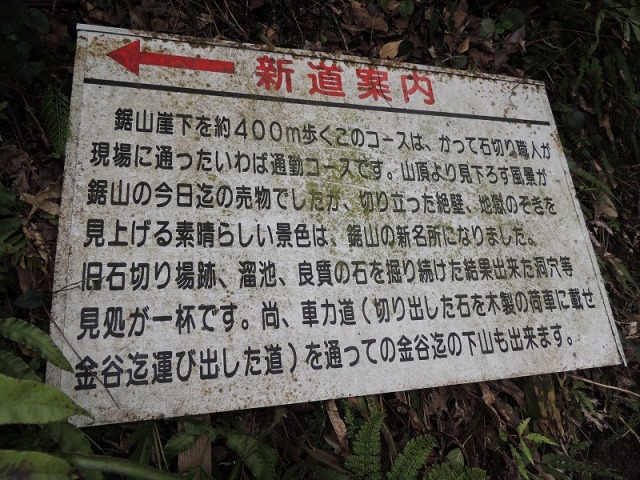 新道案内
鋸山崖下を約400m歩くこのコースは、かつて石切り職人が
現場に通ったいわば通勤コースです。山頂より見下ろす風景が
鋸山の今日迄の売物でしたが、切り立った絶壁、地獄のぞきを
見上げる素晴らしい景色は、鋸山の新名所になりました。
旧石切り場跡、溜池、良質の石を掘り続けた結果出来た洞穴等
見処が一杯です。尚、車力道(切り出した石を木製の荷車に載せ
金谷迄運び出した道)を通っての金谷迄の下山も出来ます。